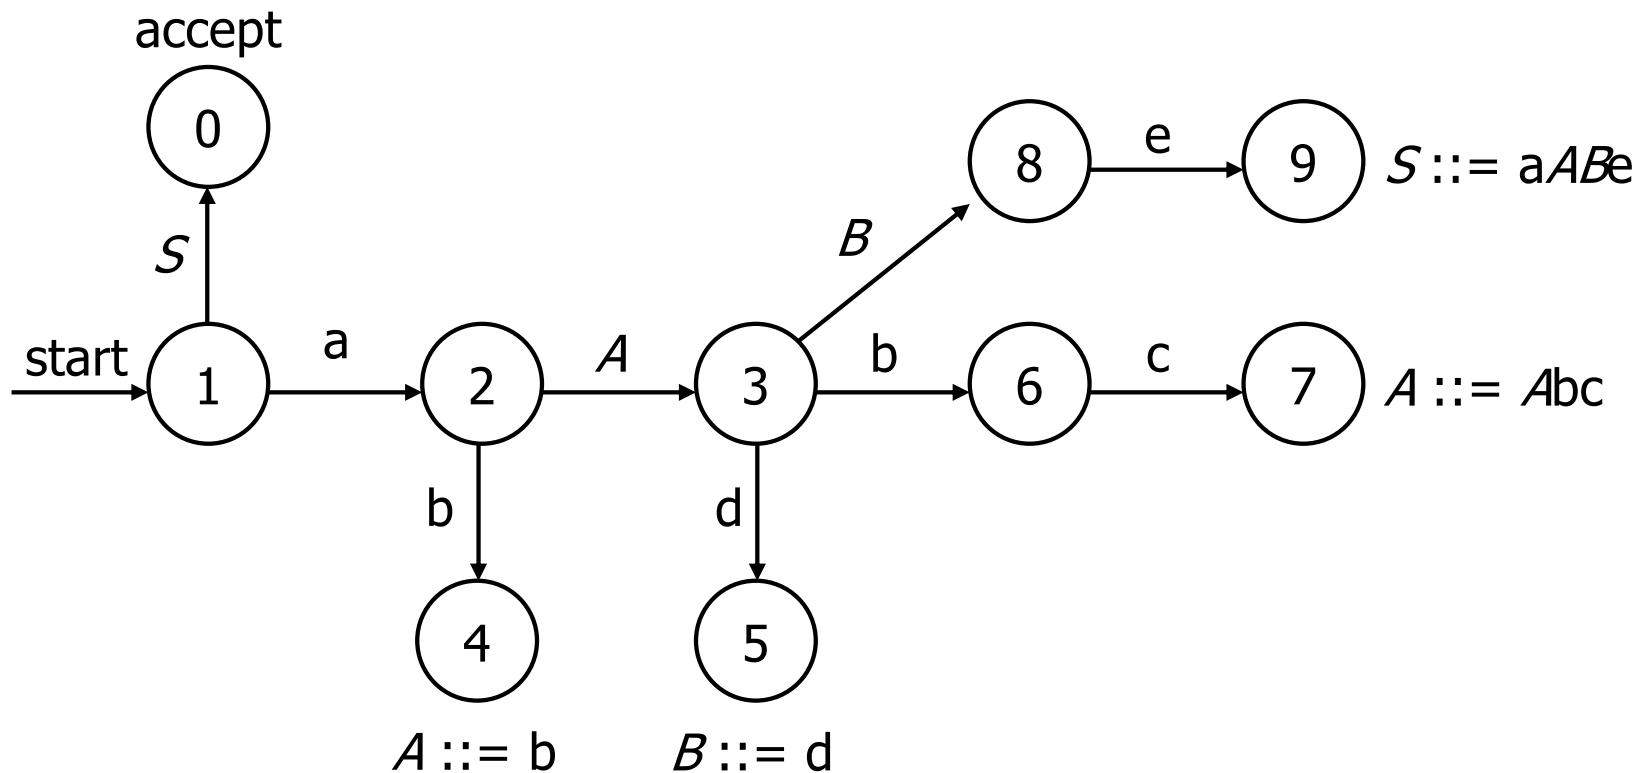 accept
0
8
e
9
S ::= aABe
B
S
start
1
a
2
A
3
b
6
c
7
A ::= Abc
b
d
4
5
A ::= b
B ::= d